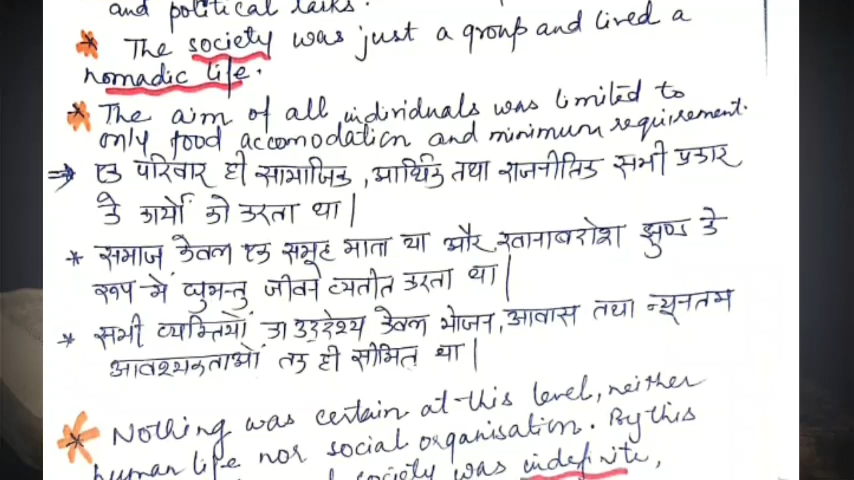 and political tasks.
* The society was just a group and lived a
nomadic life.
* The aim of all individuals was limited to
only food accomodation and minimum requirement.
⇒ एक परिवार ही सामाजिक, आर्थिक तथा राजनीतिक सभी प्रकार
के कार्यों को करता था |
* समाज केवल एक समूह माता था और खानाबरोश झुण्ड के
रूप में घुमन्तु जीवन व्यतीत करता था |
* सभी व्यक्तियों का उद्देश्य केवल भोजन, आवास तथा न्यूनतम
आवश्यकताओं तक ही सीमित था |
* Nothing was certain at this level, neither
human life nor social organisation. By this
society was indefinite,